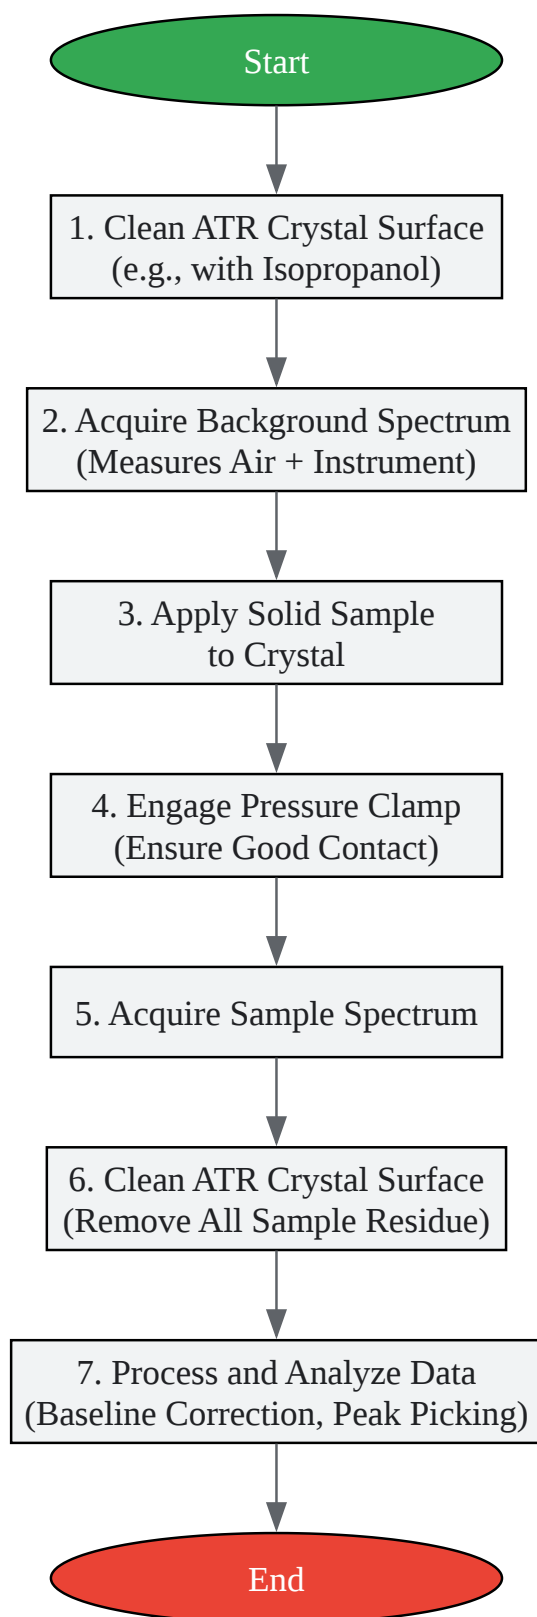 Start
1. Clean ATR Crystal Surface
(e.g., with Isopropanol)
2. Acquire Background Spectrum
(Measures Air + Instrument)
3. Apply Solid Sample
to Crystal
4. Engage Pressure Clamp
(Ensure Good Contact)
5. Acquire Sample Spectrum
6. Clean ATR Crystal Surface
(Remove All Sample Residue)
7. Process and Analyze Data
(Baseline Correction, Peak Picking)
End